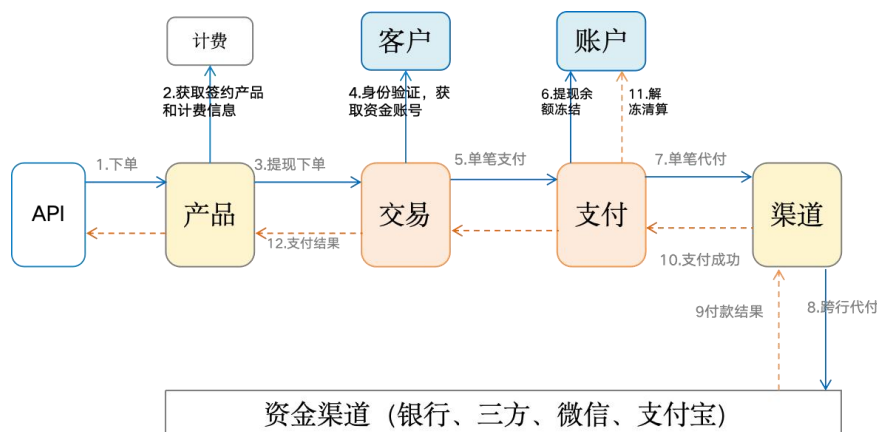 计费
客户
账户
2.获取签约产品
和计费信息
4.身份验证，获
取资金账号
6.提现余
额冻结
11.解
冻清算
1.下单
3.提现下单
5.单笔支付
7.单笔代付
API
产品
交易
支付
渠道
12.支付结果
10.支付成功
9付款结果
8.跨行代付
资金渠道（银行、三方、微信、支付宝）